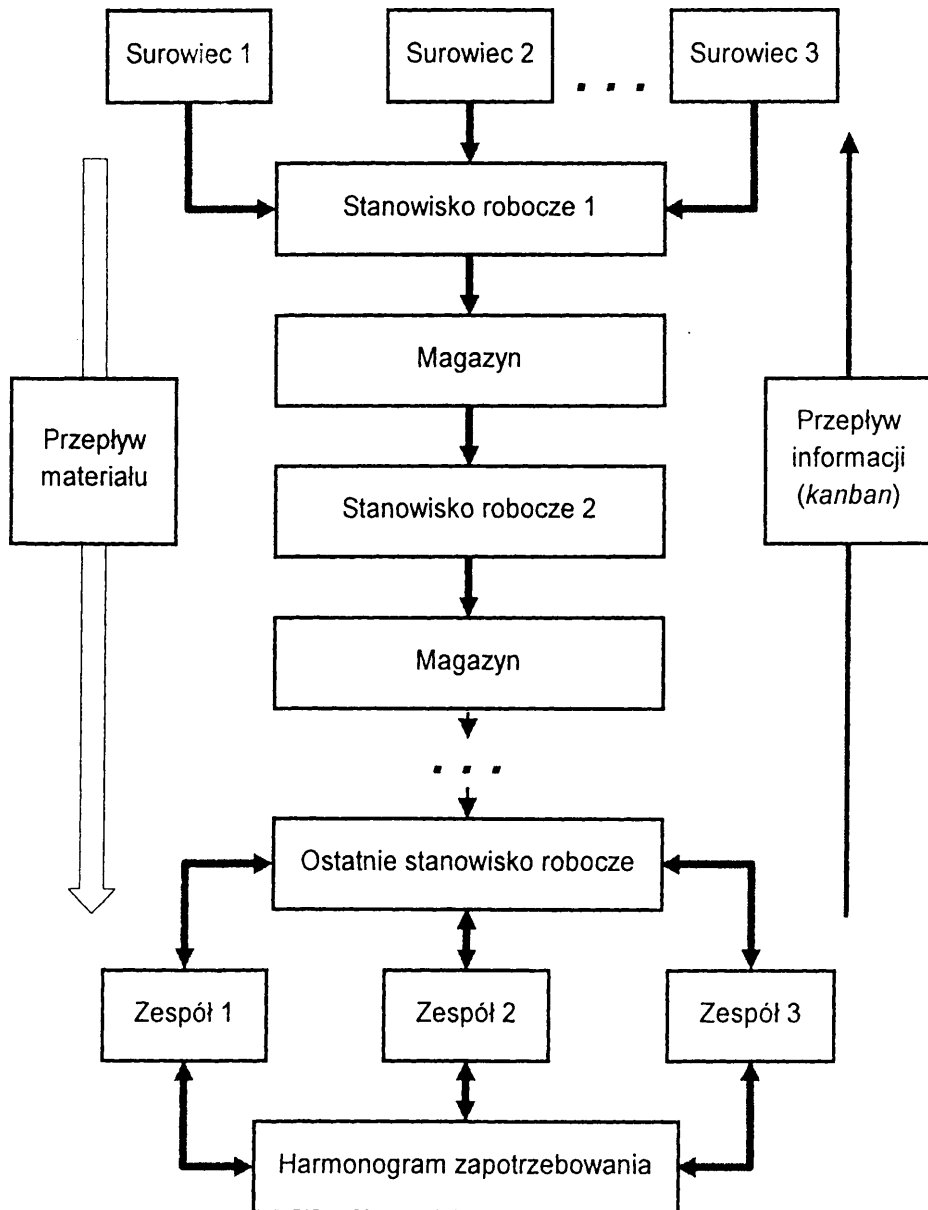 Surowiec 1
Surowiec 2
. . .
Surowiec 3
Stanowisko robocze 1
Magazyn
Przepływ
materiału
Przepływ
informacji
(kanban)
Stanowisko robocze 2
Magazyn
. . .
Ostatnie stanowisko robocze
Zespół 1
Zespół 2
Zespół 3
Harmonogram zapotrzebowania